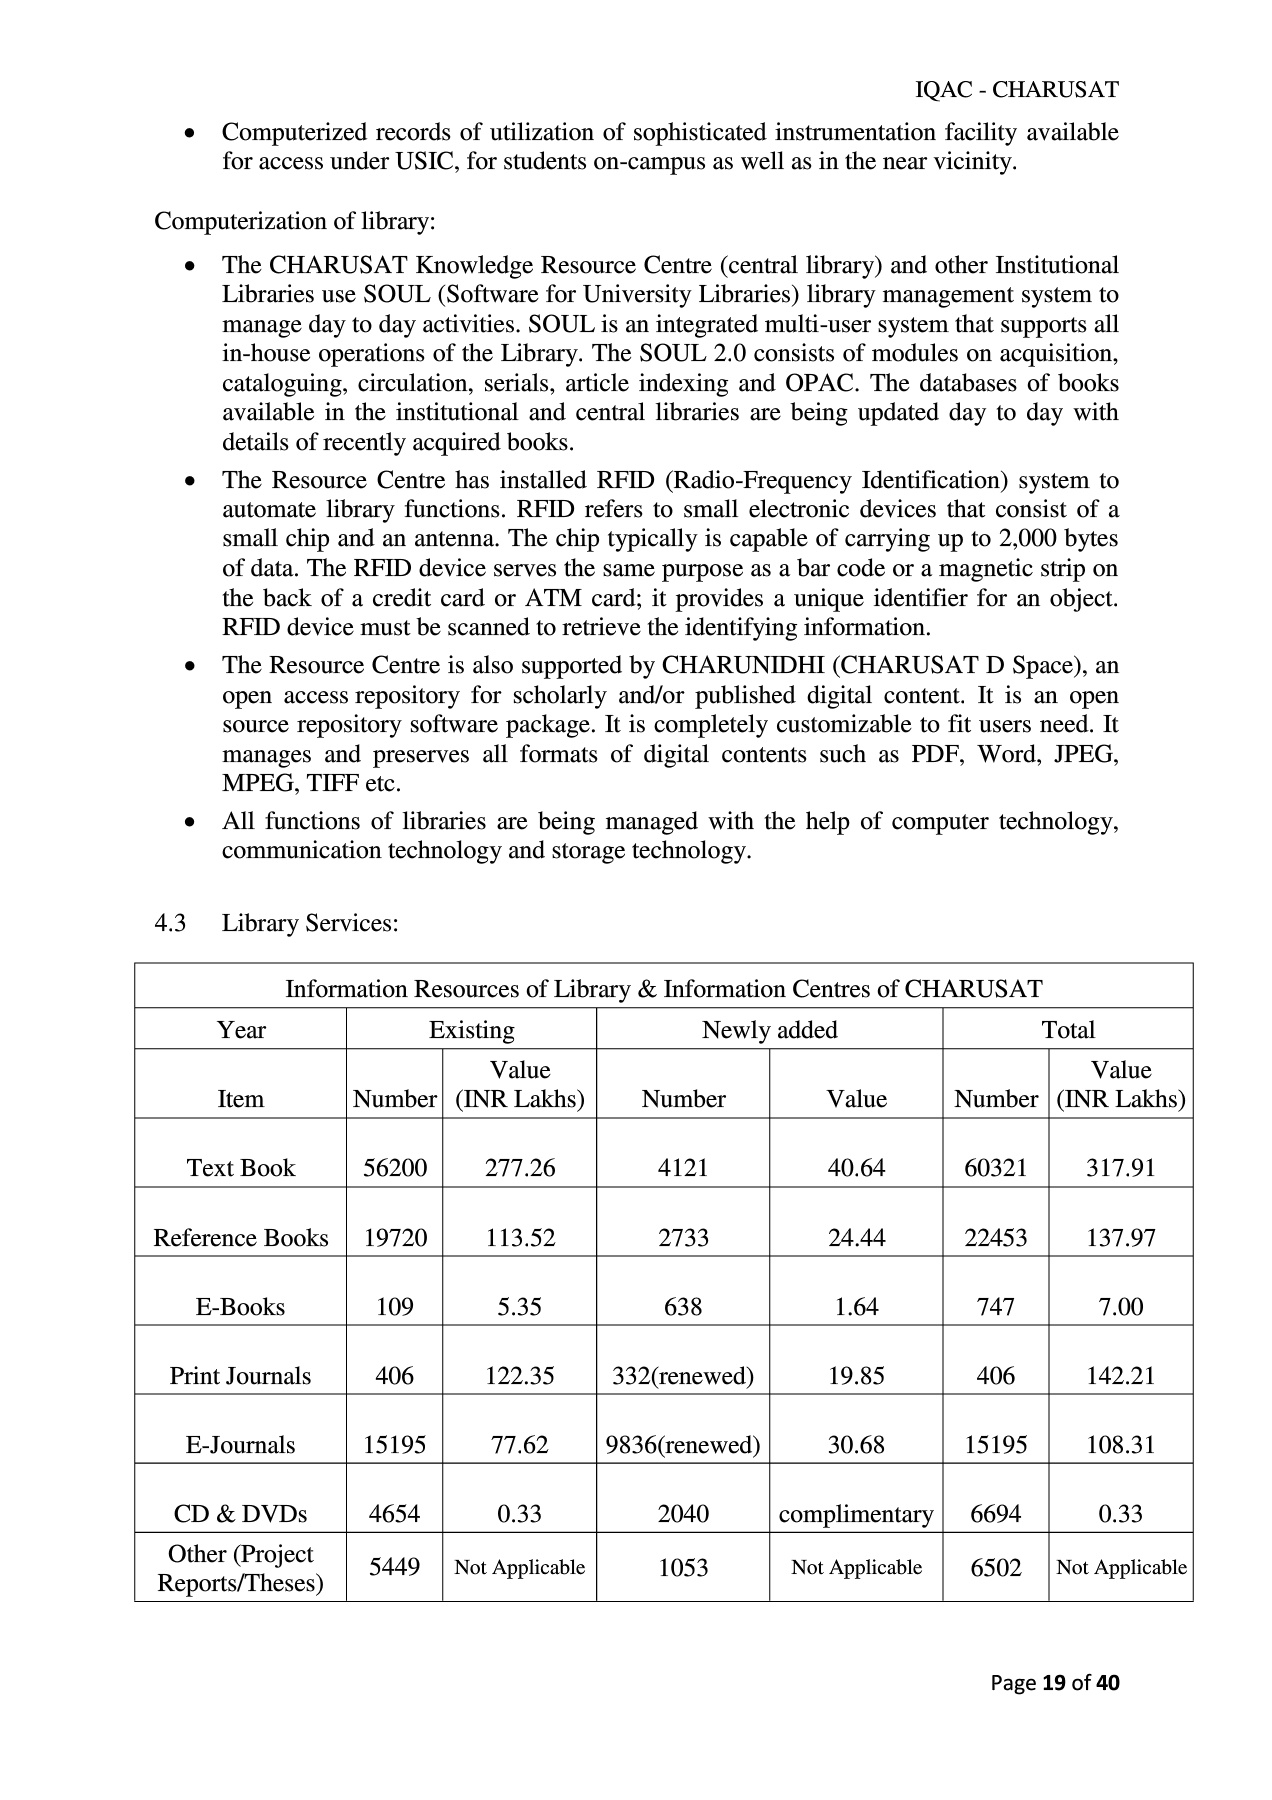 IQAC - CHARUSAT
• Computerized records of utilization of sophisticated instrumentation facility available
for access under USIC, for students on-campus as well as in the near vicinity.
Computerization of library:
• The CHARUSAT Knowledge Resource Centre (central library) and other Institutional
Libraries use SOUL (Software for University Libraries) library management system to
manage day to day activities. SOUL is an integrated multi-user system that supports all
in-house operations of the Library. The SOUL 2.0 consists of modules on acquisition,
cataloguing, circulation, serials, article indexing and OPAC. The databases of books
available in the institutional and central libraries are being updated day to day with
details of recently acquired books.
• The Resource Centre has installed RFID (Radio-Frequency Identification) system to
automate library functions. RFID refers to small electronic devices that consist of a
small chip and an antenna. The chip typically is capable of carrying up to 2,000 bytes
of data. The RFID device serves the same purpose as a bar code or a magnetic strip on
the back of a credit card or ATM card; it provides a unique identifier for an object.
RFID device must be scanned to retrieve the identifying information.
• The Resource Centre is also supported by CHARUNIDHI (CHARUSAT D Space), an
open access repository for scholarly and/or published digital content. It is an open
source repository software package. It is completely customizable to fit users need. It
manages and preserves all formats of digital contents such as PDF, Word, JPEG,
MPEG, TIFF etc.
• All functions of libraries are being managed with the help of computer technology,
communication technology and storage technology.
4.3 Library Services:
Information Resources of Library & Information Centres of CHARUSAT
Year Existing Newly added Total
Value Value
Item Number (INR Lakhs) Number Value Number (INR Lakhs)
Text Book 56200 277.26 4121 40.64 60321 317.91
Reference Books 19720 113.52 2733 24.44 22453 137.97
E-Books 109 5.35 638 1.64 747 7.00
Print Journals 406 122.35 332(renewed) 19.85 406 142.21
E-Journals 15195 77.62 9836(renewed) 30.68 15195 108.31
CD & DVDs 4654 0.33 2040 complimentary 6694 0.33
Other (Project
Reports/Theses) 5449 Not Applicable 1053 Not Applicable 6502 Not Applicable
Page 19 of 40